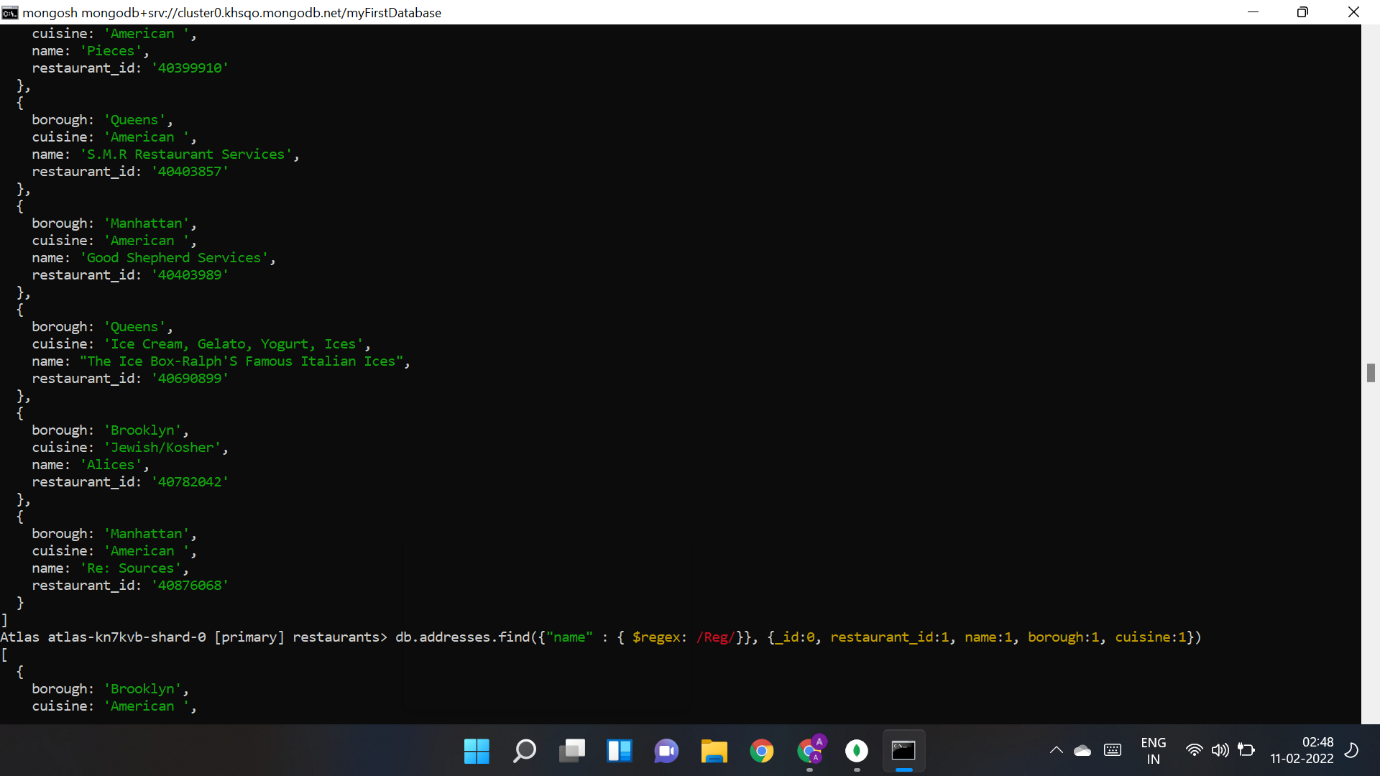 mongosh mongodb+srv://cluster0.khsqo.mongodb.net/myFirstDatabase
cuisine: 'American ',
name: 'Pieces',
restaurant_id: '40399910'
},
{
borough: 'Queens',
cuisine: 'American ',
name: 'S.M.R Restaurant Services',
restaurant_id: '40403857'
},
{
borough: 'Manhattan',
cuisine: 'American ',
name: 'Good Shepherd Services',
restaurant_id: '40403989'
},
{
borough: 'Queens',
cuisine: 'Ice Cream, Gelato, Yogurt, Ices',
name: "The Ice Box-Ralph'S Famous Italian Ices",
restaurant_id: '40690899'
},
{
borough: 'Brooklyn',
cuisine: 'Jewish/Kosher',
name: 'Alices',
restaurant_id: '40782042'
},
{
borough: 'Manhattan',
cuisine: 'American ',
name: 'Re: Sources',
restaurant_id: '40876068'
}
]
Atlas atlas-kn7kvb-shard-0 [primary] restaurants> db.addresses.find({"name" : { $regex: /Reg/}}, {_id:0, restaurant_id:1, name:1, borough:1, cuisine:1})
[
{
borough: 'Brooklyn',
cuisine: 'American ',
ENG
IN
02:48
11-02-2022